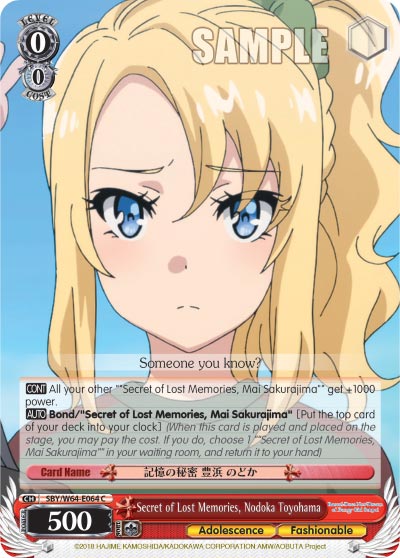 LEVEL
0
0
COST
SAMPLE
Someone you know?
CONT All your other ""Secret of Lost Memories, Mai Sakurajima"" get +1000
power.
AUTO Bond/"Secret of Lost Memories, Mai Sakurajima" [Put the top card
of your deck into your clock] (When this card is played and placed on
the stage, you may pay the cost. If you do, choose 1 ""Secret of Lost
Memories, Mai Sakurajima"" in your waiting room, and return it to your hand)
Card Name
記憶の秘密 豊浜 のどか
CH SBY/W64-E064 C
POWER
500
Secret of Lost Memories, Nodoka Toyohama
Adolescence
Fashionable
©2018 HAJIME KAMOSHIDA/KADOKAWA CORPORATION AMW/AOBUTA Project